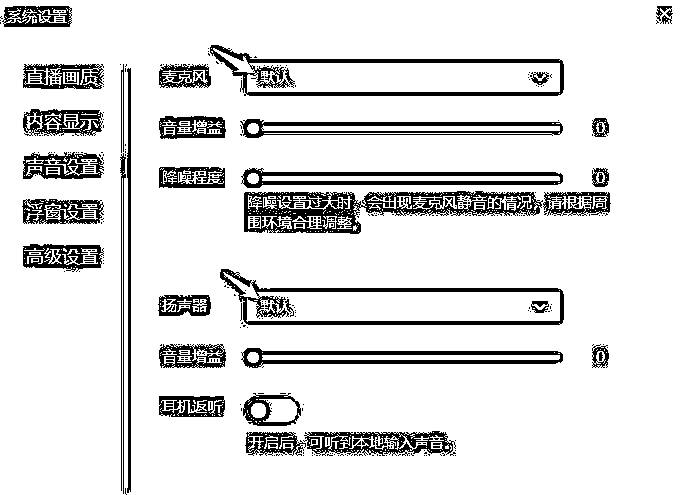 系统设置
直播画质
内容显示
声音设置
浮窗设置
高级设置
麦克风 默认
音量增益 0
降噪程度 0
降噪设置过大时，会出现麦克风静音的情况，请根据周
围环境合理调整。
扬声器 默认
音量增益 0
耳机返听
开启后，可听到本地输入声音。